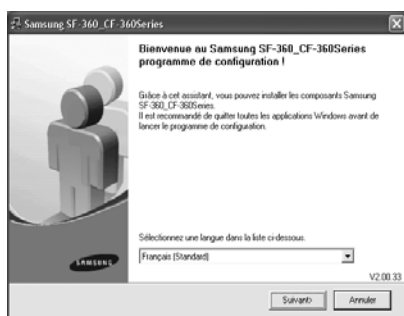 Samsung SF-360_CF-360Series
Bienvenue au Samsung SF-360_CF-360Series
programme de configuration !
Grâce à cet assistant, vous pouvez installer les composants Samsung
SF-360_CF-360Series.
Il est recommandé de quitter toutes les applications Windows avant de
lancer le programme de configuration.
Sélectionnez une langue dans la liste ci-dessous.
Français (Standard)
SAMSUNG
V2.00.33
Suivant>
Annuler